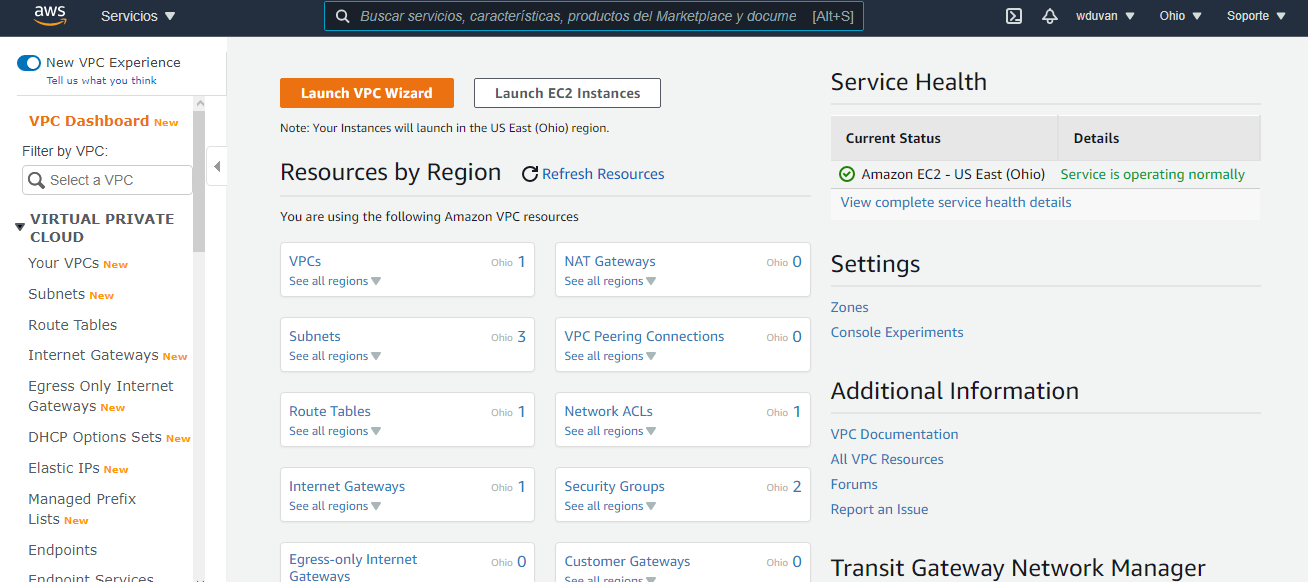 aws
Servicios
Buscar servicios, características, productos del Marketplace y docume
[Alt+S]
wduvan
Ohio
Soporte
New VPC Experience
Tell us what you think
VPC Dashboard New
Filter by VPC:
Select a VPC
VIRTUAL PRIVATE
CLOUD
Your VPCs New
Subnets New
Route Tables
Internet Gateways New
Egress Only Internet
Gateways New
DHCP Options Sets New
Elastic IPs New
Managed Prefix
Lists New
Endpoints
Endpoint Services
Launch VPC Wizard
Launch EC2 Instances
Note: Your Instances will launch in the US East (Ohio) region.
Resources by Region
Refresh Resources
You are using the following Amazon VPC resources
VPCs Ohio 1
See all regions
NAT Gateways Ohio 0
See all regions
Subnets Ohio 3
See all regions
VPC Peering Connections Ohio 0
See all regions
Route Tables Ohio 1
See all regions
Network ACLs Ohio 1
See all regions
Internet Gateways Ohio 1
See all regions
Security Groups Ohio 2
See all regions
Egress-only Internet Ohio 0
Gateways
Customer Gateways Ohio 0
See all regions
Service Health
Current Status
Details
Amazon EC2 - US East (Ohio)
Service is operating normally
View complete service health details
Settings
Zones
Console Experiments
Additional Information
VPC Documentation
All VPC Resources
Forums
Report an Issue
Transit Gateway Network Manager